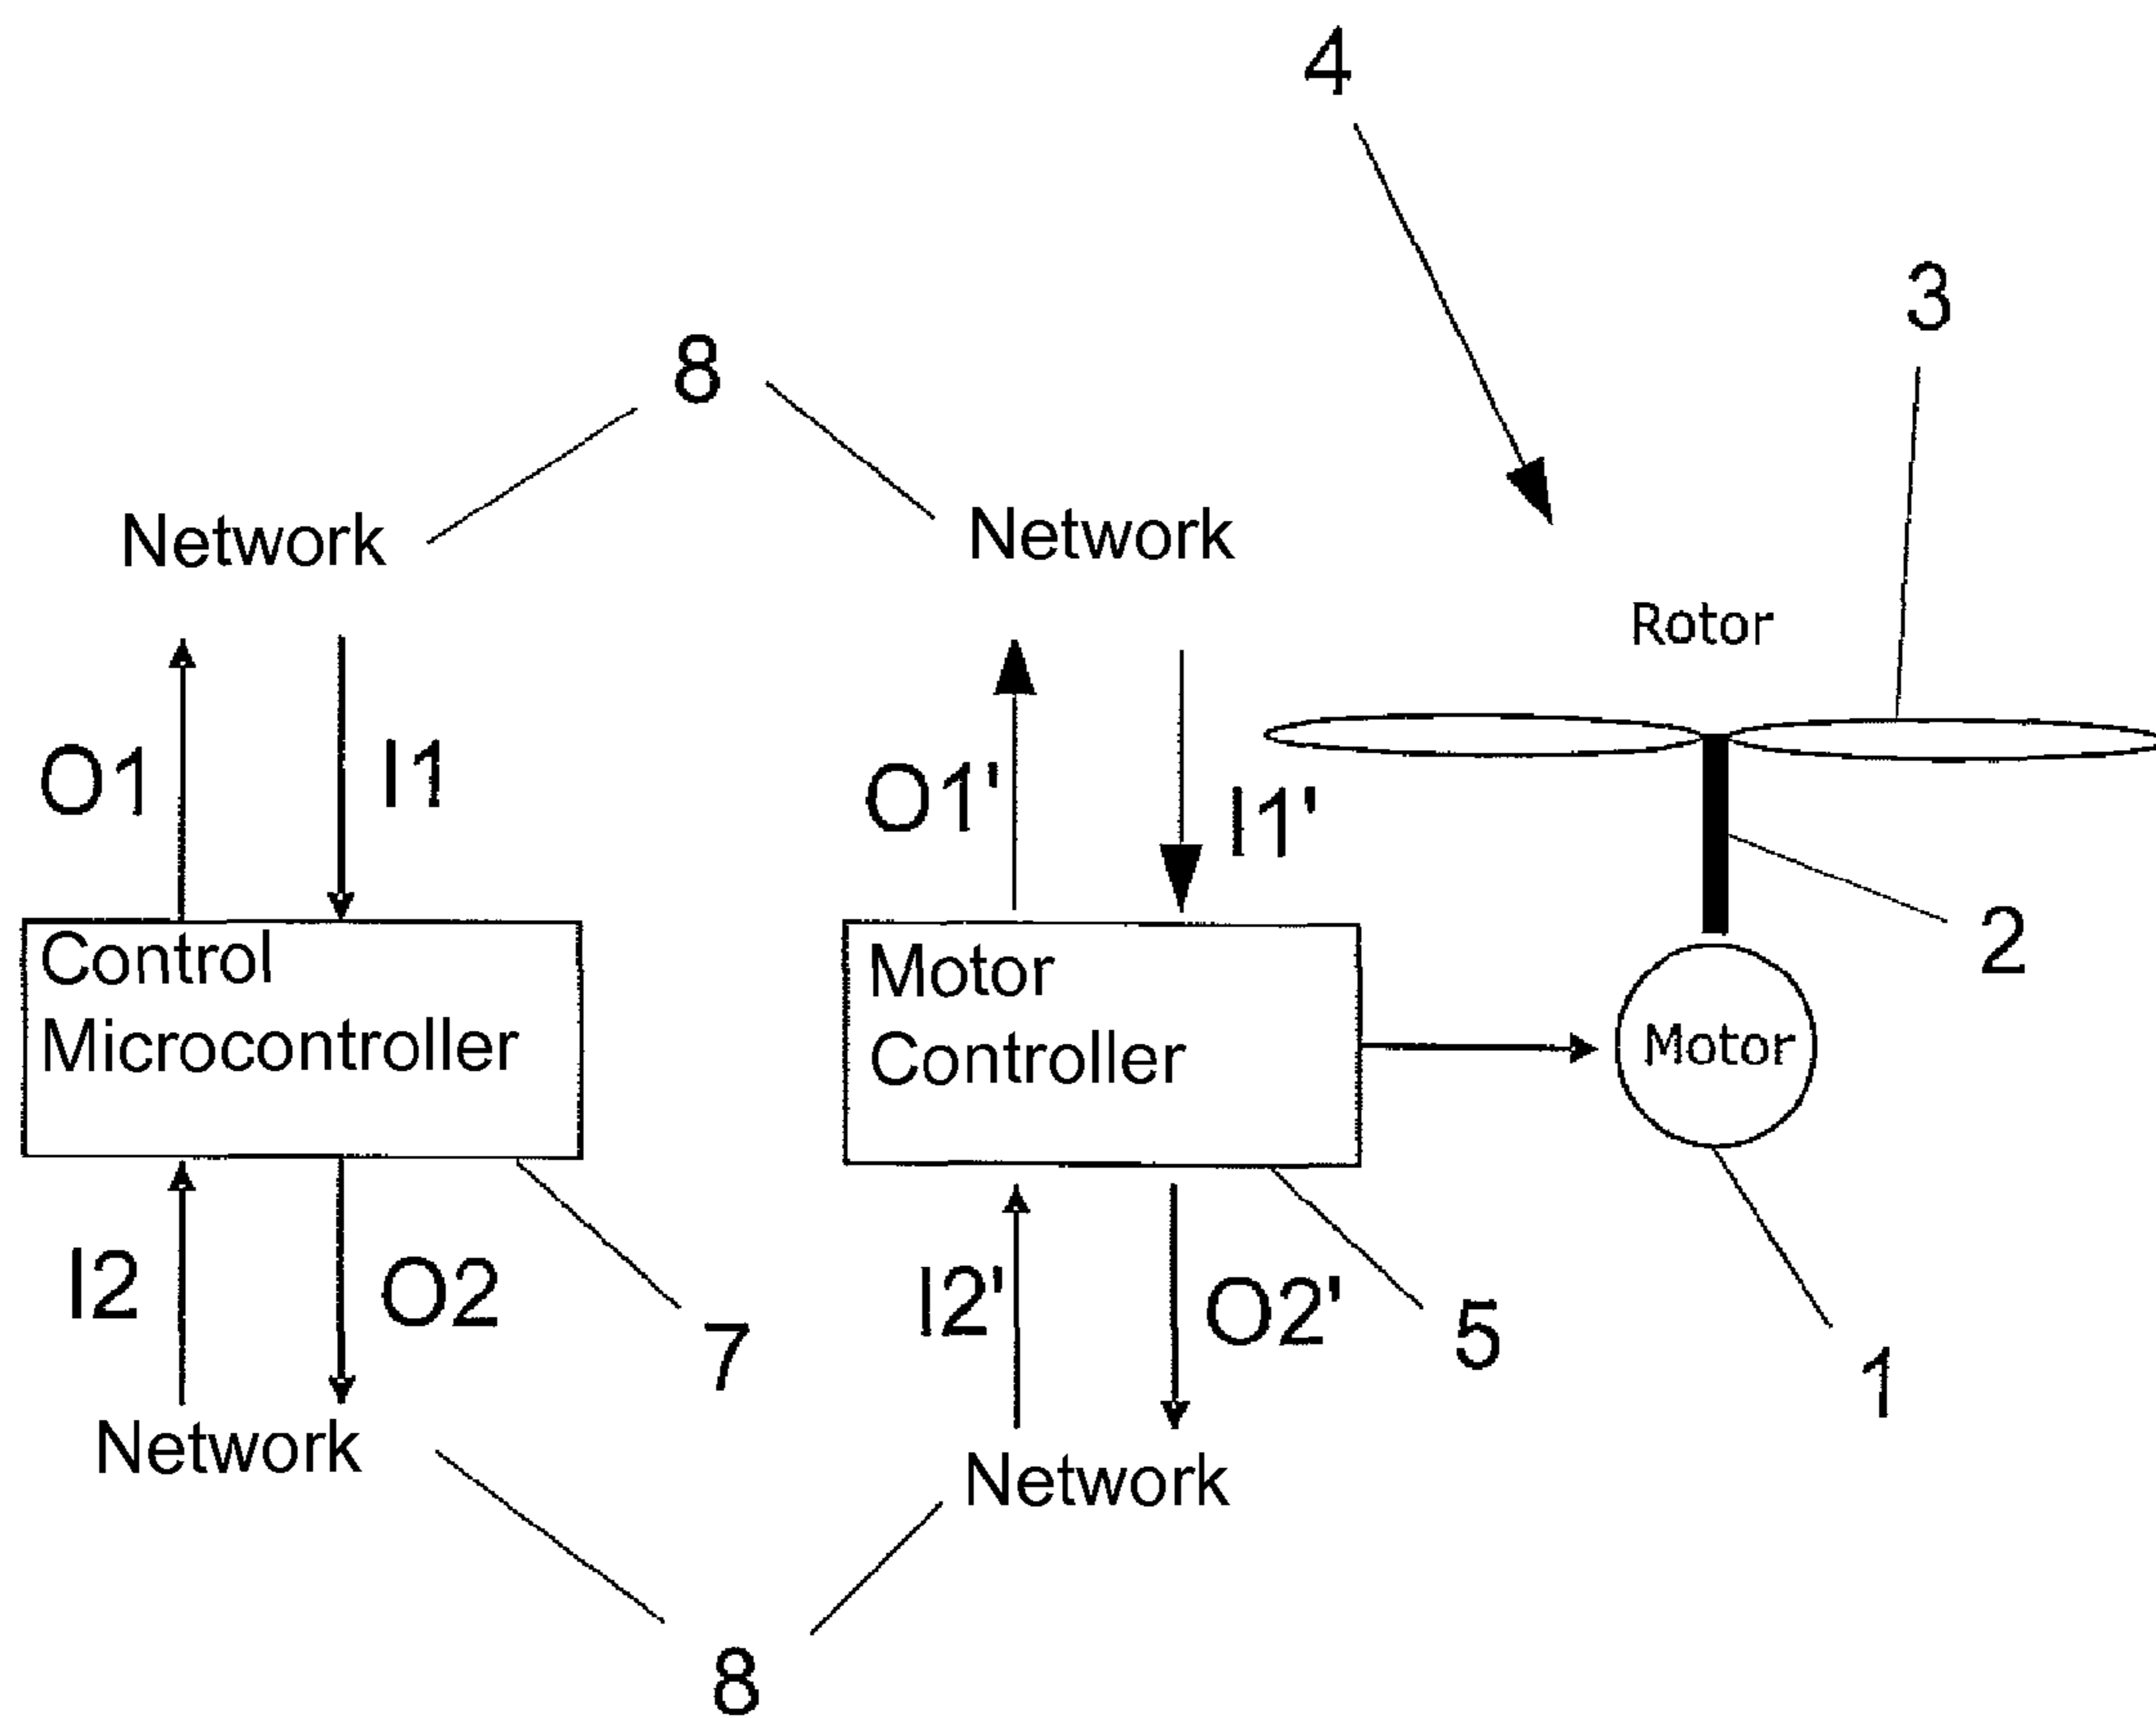 4
3
8
Network
Network
Rotor
O1
I1
O1'
I1'
Control
Microcontroller
Motor
Controller
Motor
2
I2
O2
7
I2'
O2'
5
1
Network
Network
8